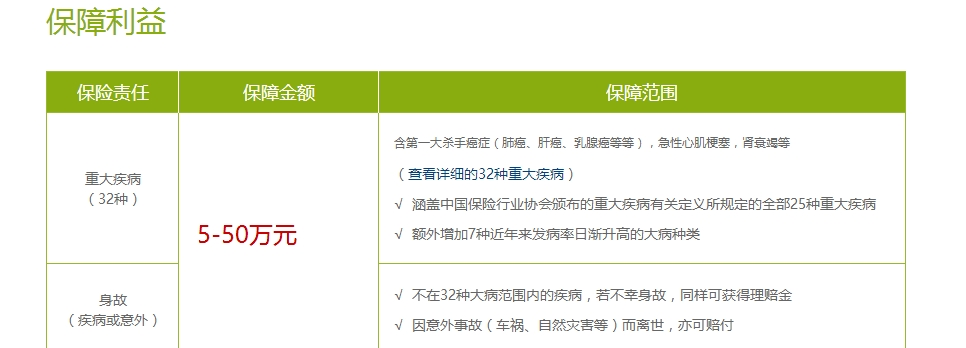 保障利益
保险责任
保障金额
保障范围
重大疾病
（32种）
5-50万元
含第一大杀手癌症（肺癌、肝癌、乳腺癌等等），急性心肌梗塞，肾衰竭等
（查看详细的32种重大疾病）
√ 涵盖中国保险行业协会颁布的重大疾病有关定义所规定的全部25种重大疾病
√ 额外增加7种近年来发病率日渐升高的大病种类
身故
（疾病或意外）
√ 不在32种大病范围内的疾病，若不幸身故，同样可获得理赔金
√ 因意外事故（车祸、自然灾害等）而离世，亦可赔付